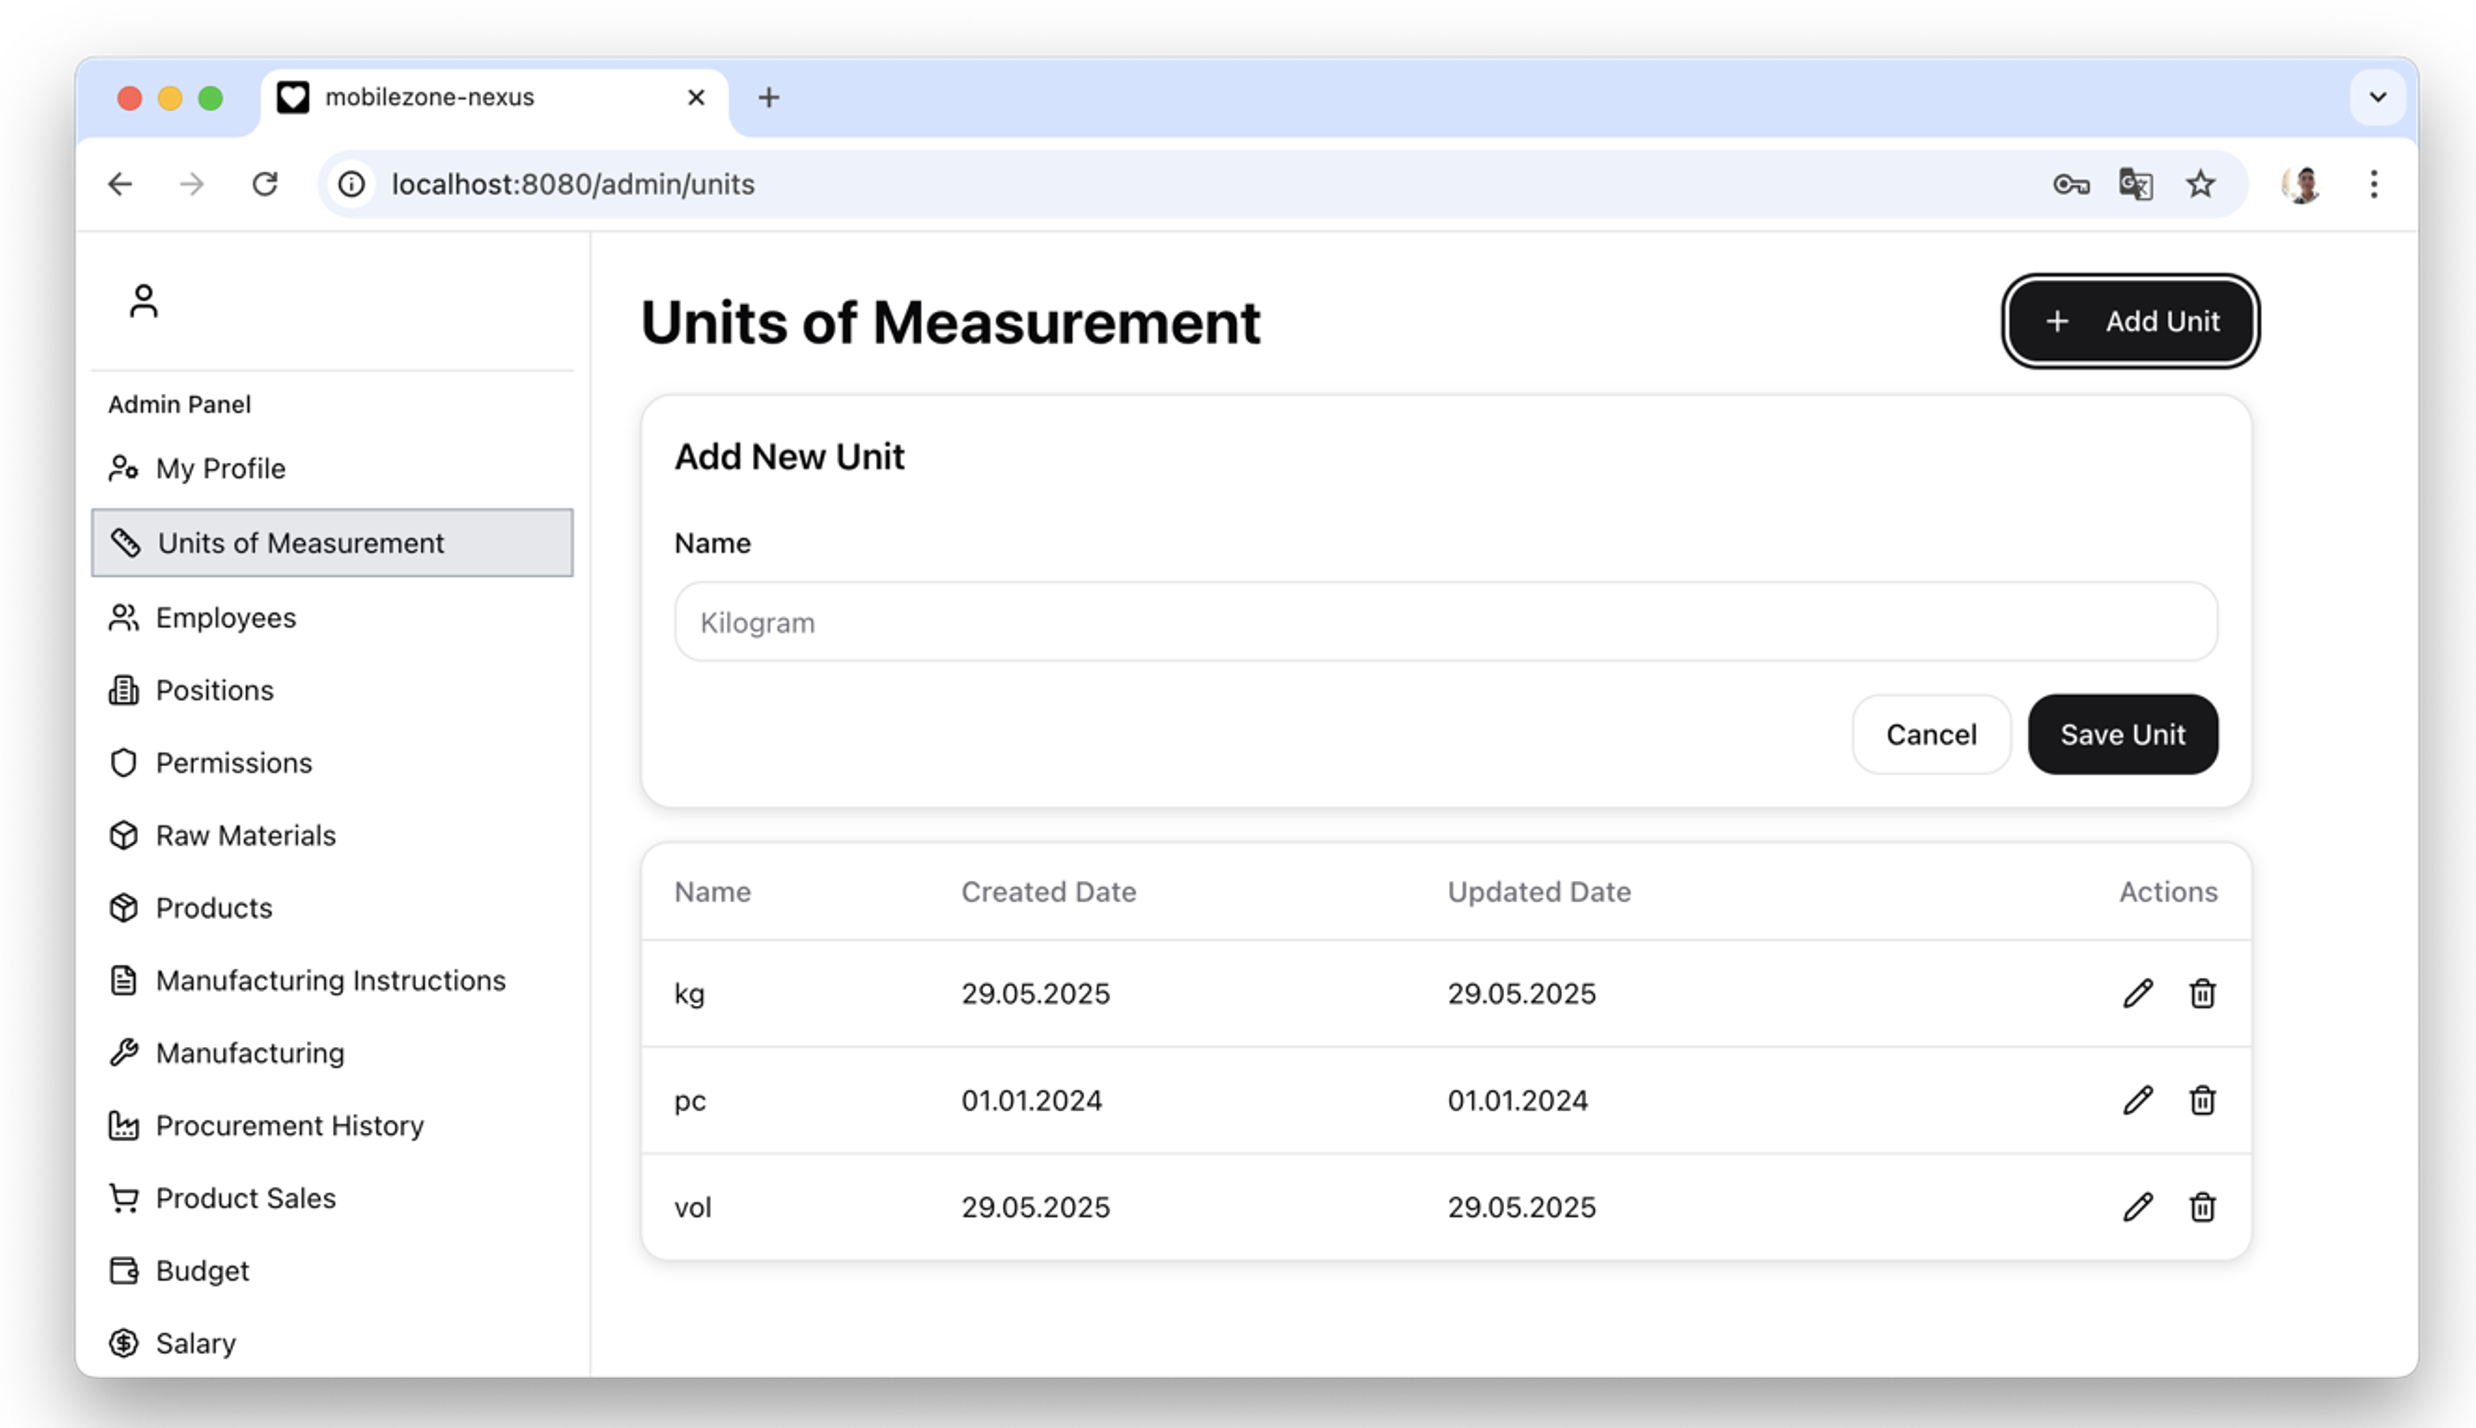 mobilezone-nexus
localhost:8080/admin/units
Admin Panel
My Profile
Units of Measurement
Employees
Positions
Permissions
Raw Materials
Products
Manufacturing Instructions
Manufacturing
Procurement History
Product Sales
Budget
Salary
Units of Measurement
+ Add Unit
Add New Unit
Name
Kilogram
Cancel
Save Unit
Name Created Date Updated Date Actions
kg 29.05.2025 29.05.2025
pc 01.01.2024 01.01.2024
vol 29.05.2025 29.05.2025